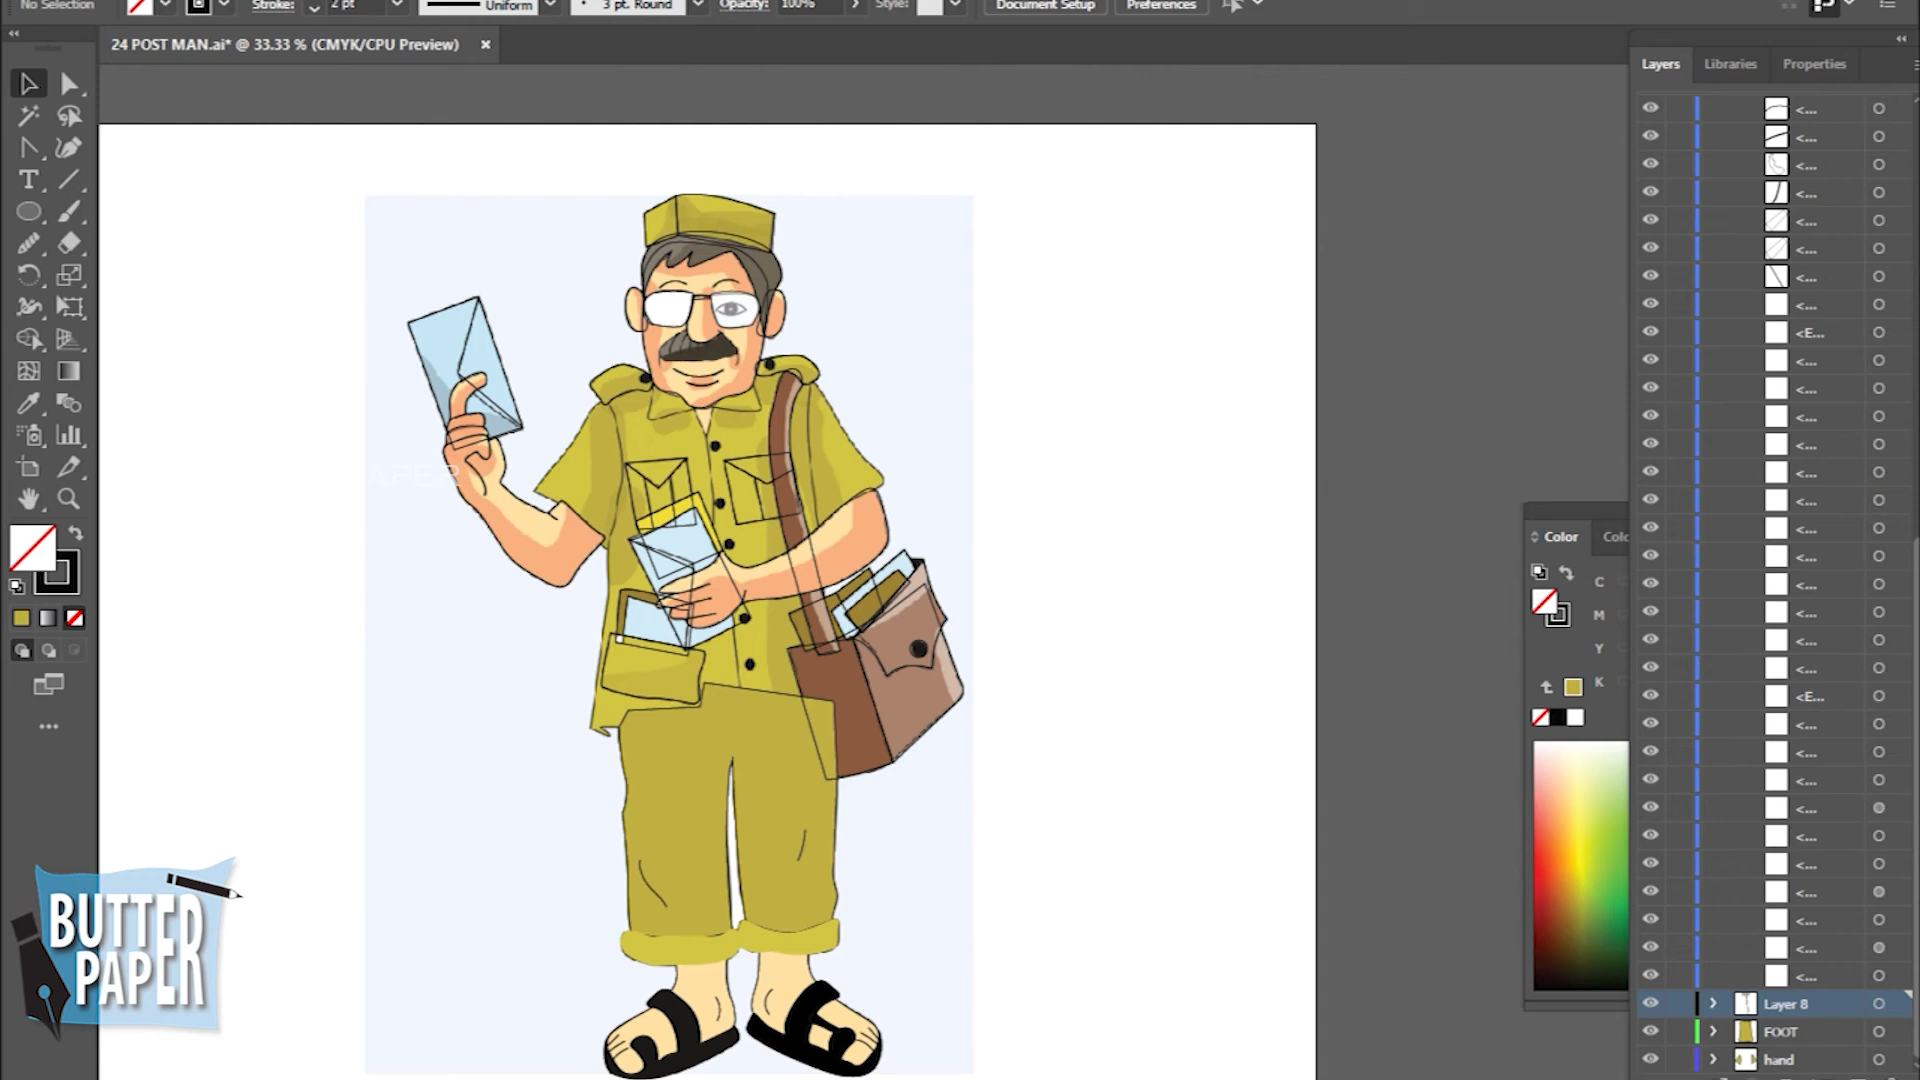 No Selection Stroke: 2 pt Uniform 3 pt. Round Opacity: 100% Style: Document Setup Preferences
24 POST MAN.ai* @ 33.33 % (CMYK/CPU Preview) ×
Layers Libraries Properties
<...
<...
<...
<...
<...
<...
<...
<...
<E...
<...
<...
<...
<...
<...
<...
<...
<...
<...
<...
<...
<...
<E...
<...
<...
<...
<...
<...
<...
<...
<...
<...
<...
Layer 8
FOOT
hand
Color
C
M
Y
K
APER
BUTTER
PAPER